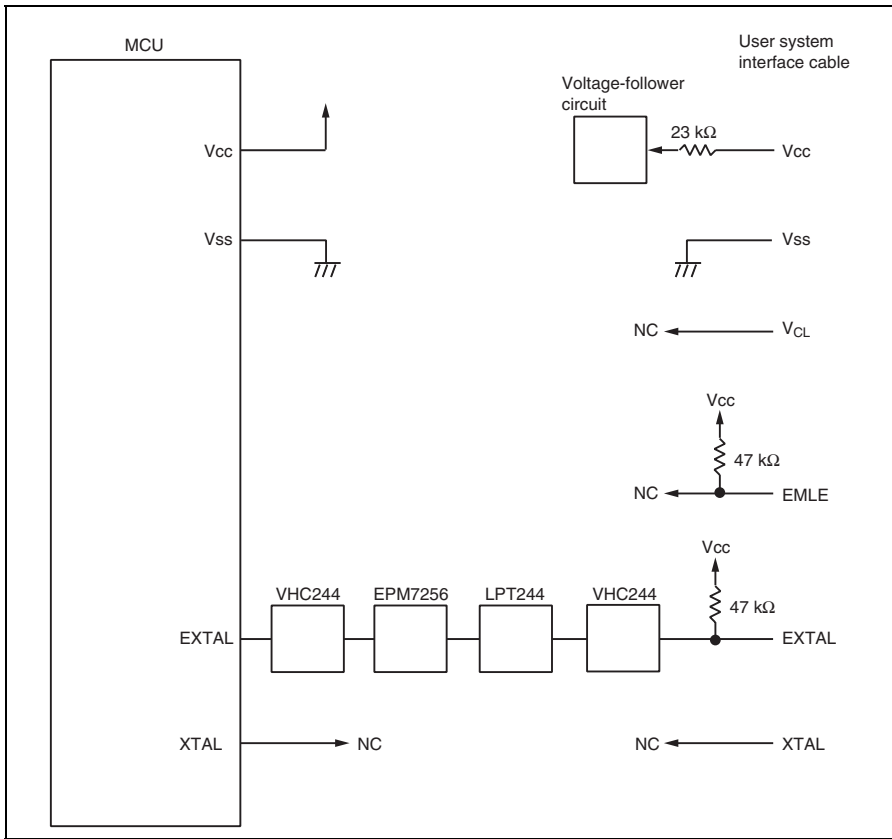 MCU
User system
interface cable
Voltage-follower
circuit
23 kΩ
Vcc
Vcc
Vss
Vss
NC
VCL
Vcc
47 kΩ
NC
EMLE
Vcc
VHC244
EPM7256
LPT244
VHC244
47 kΩ
EXTAL
EXTAL
XTAL
NC
NC
XTAL